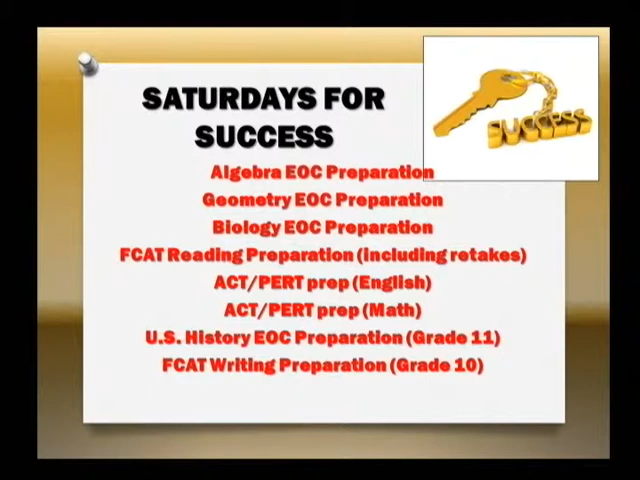 SATURDAYS FOR
SUCCESS
SUCCESS
Algebra EOC Preparation
Geometry EOC Preparation
Biology EOC Preparation
FCAT Reading Preparation (including retakes)
ACT/PERT prep (English)
ACT/PERT prep (Math)
U.S. History EOC Preparation (Grade 11)
FCAT Writing Preparation (Grade 10)